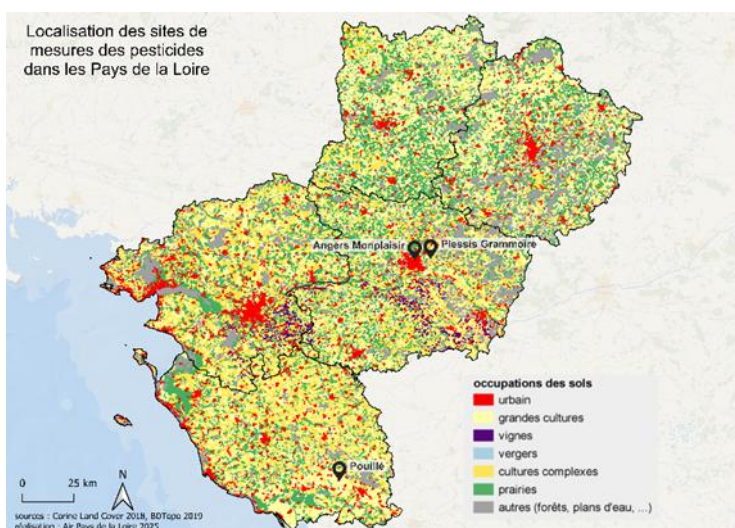 Localisation des sites de
mesures des pesticides
dans les Pays de la Loire
Angers Monplaisir
Plessis Grammoire
Pouillé
occupations des sols
urbain
grandes cultures
vignes
vergers
cultures complexes
prairies
autres (forêts, plans d'eau, ...)
0 25 km
N
sources : Corine Land Cover 2018, BDTopo 2019
réalisation : Air Pays de la Loire 2025